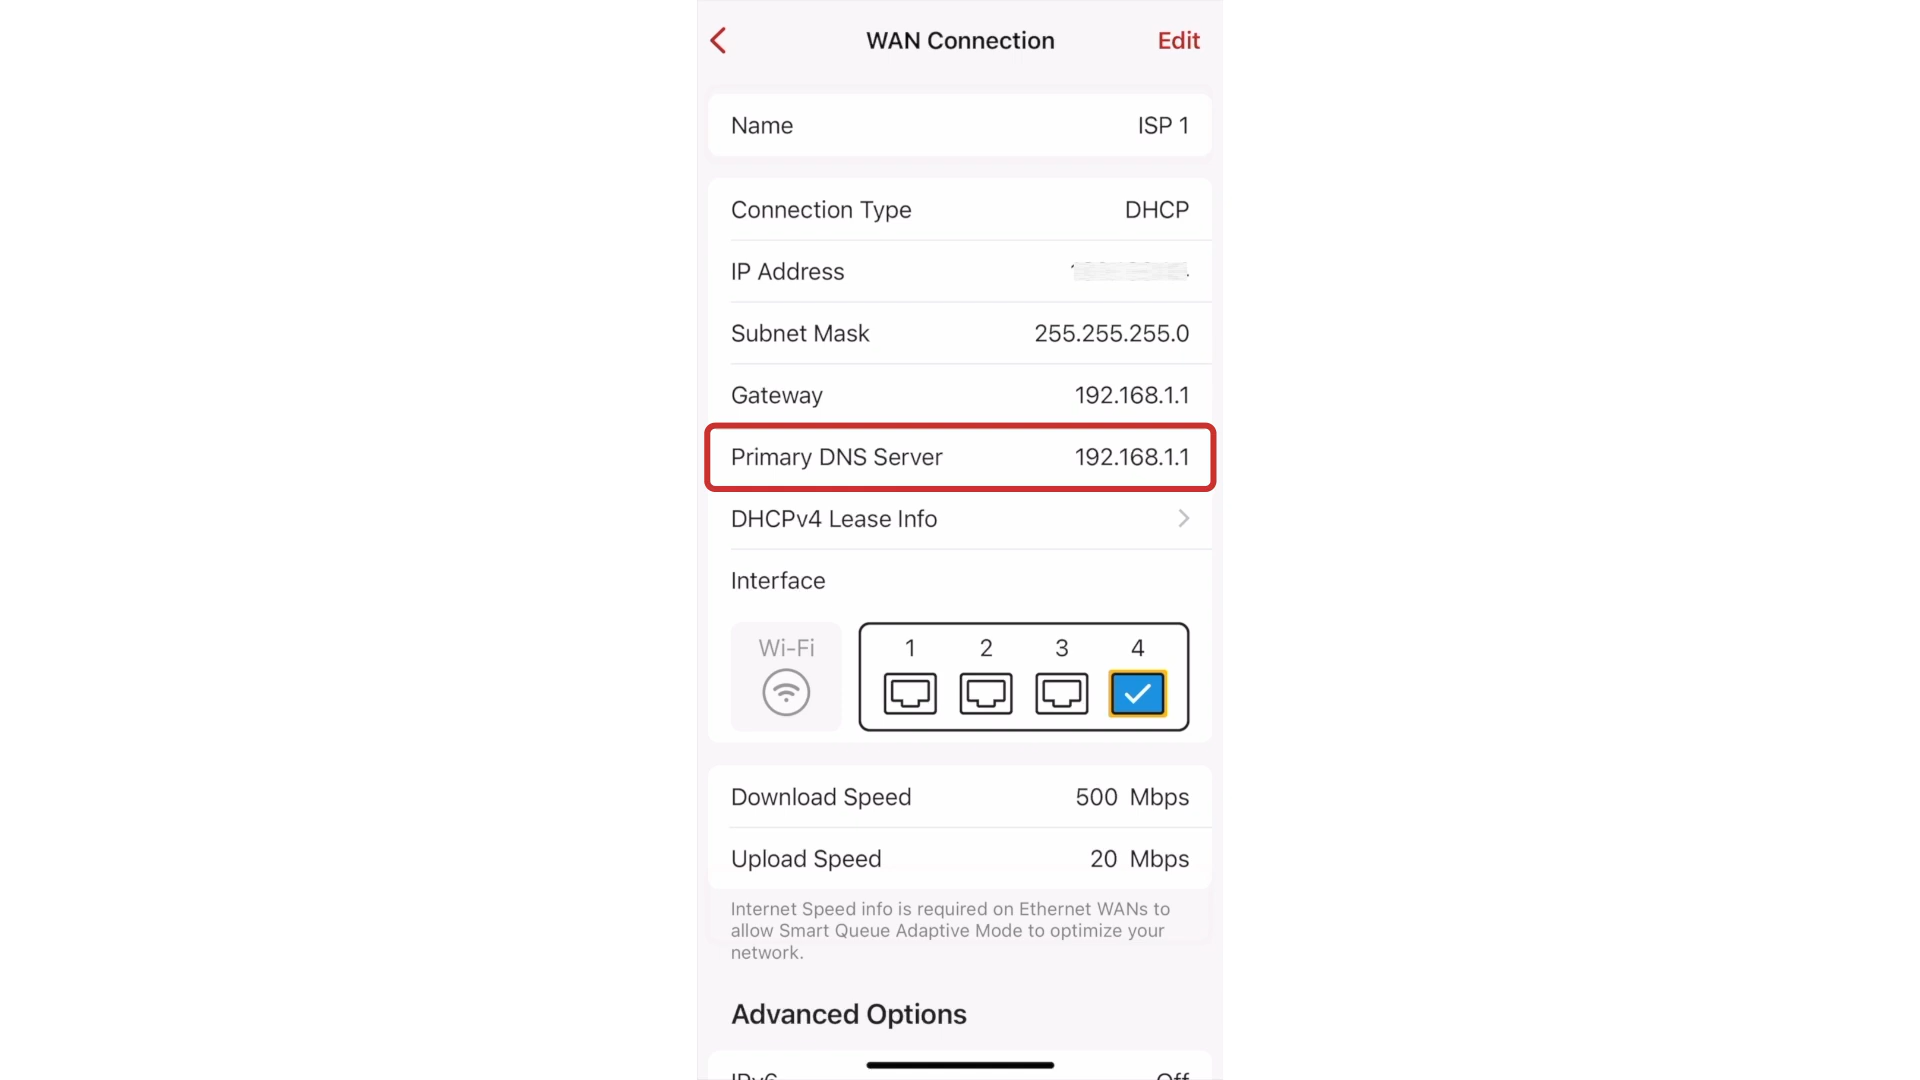 WAN Connection
Edit
Name ISP 1
Connection Type DHCP
IP Address
Subnet Mask 255.255.255.0
Gateway 192.168.1.1
Primary DNS Server 192.168.1.1
DHCPv4 Lease Info
Interface
Wi-Fi 1 2 3 4
Download Speed 500 Mbps
Upload Speed 20 Mbps
Internet Speed info is required on Ethernet WANs to
allow Smart Queue Adaptive Mode to optimize your
network.
Advanced Options
IPv6 Off